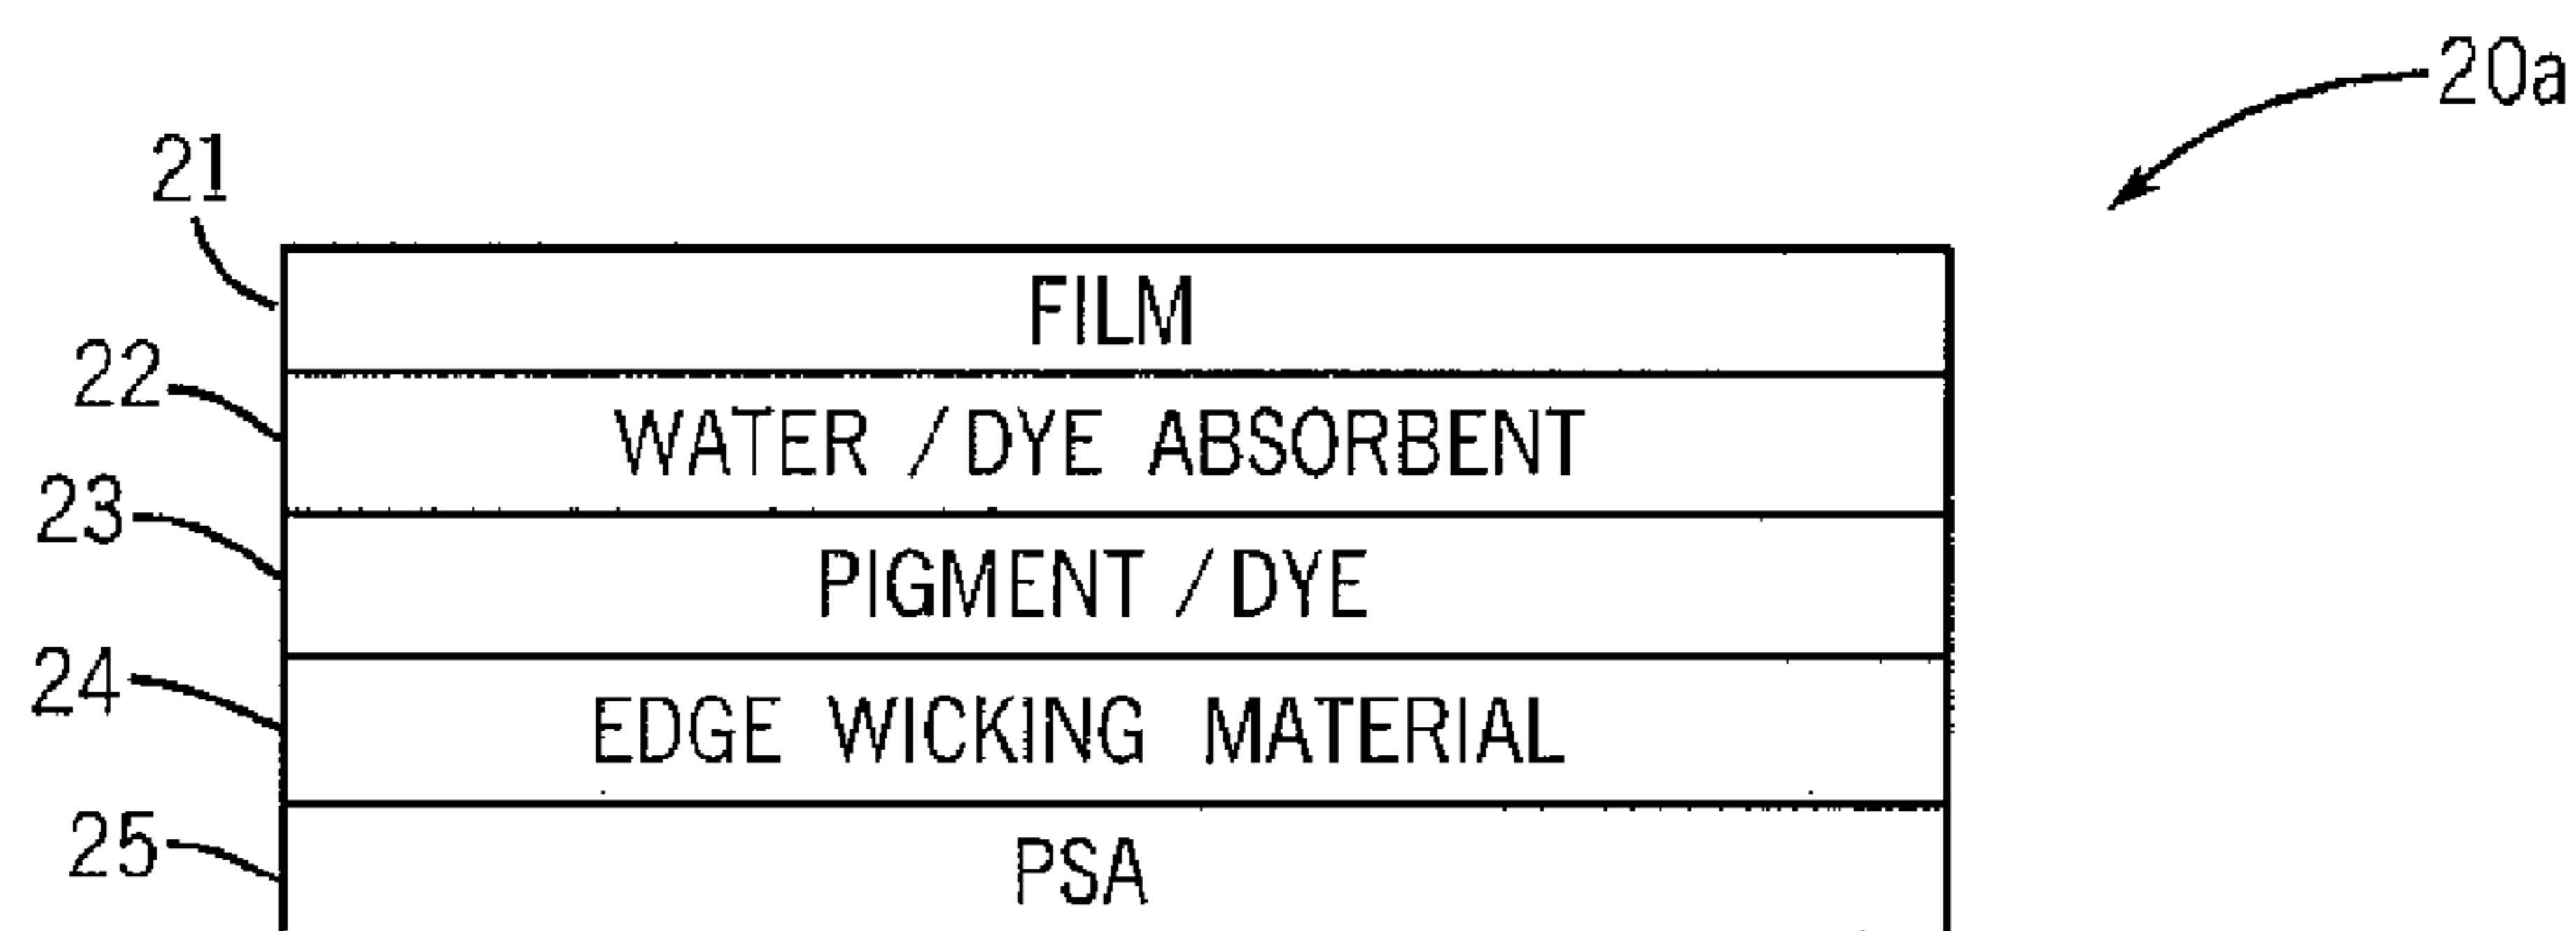 20a
21
FILM
22
WATER /DYE ABSORBENT
23
PIGMENT /DYE
24
EDGE WICKING MATERIAL
25
PSA